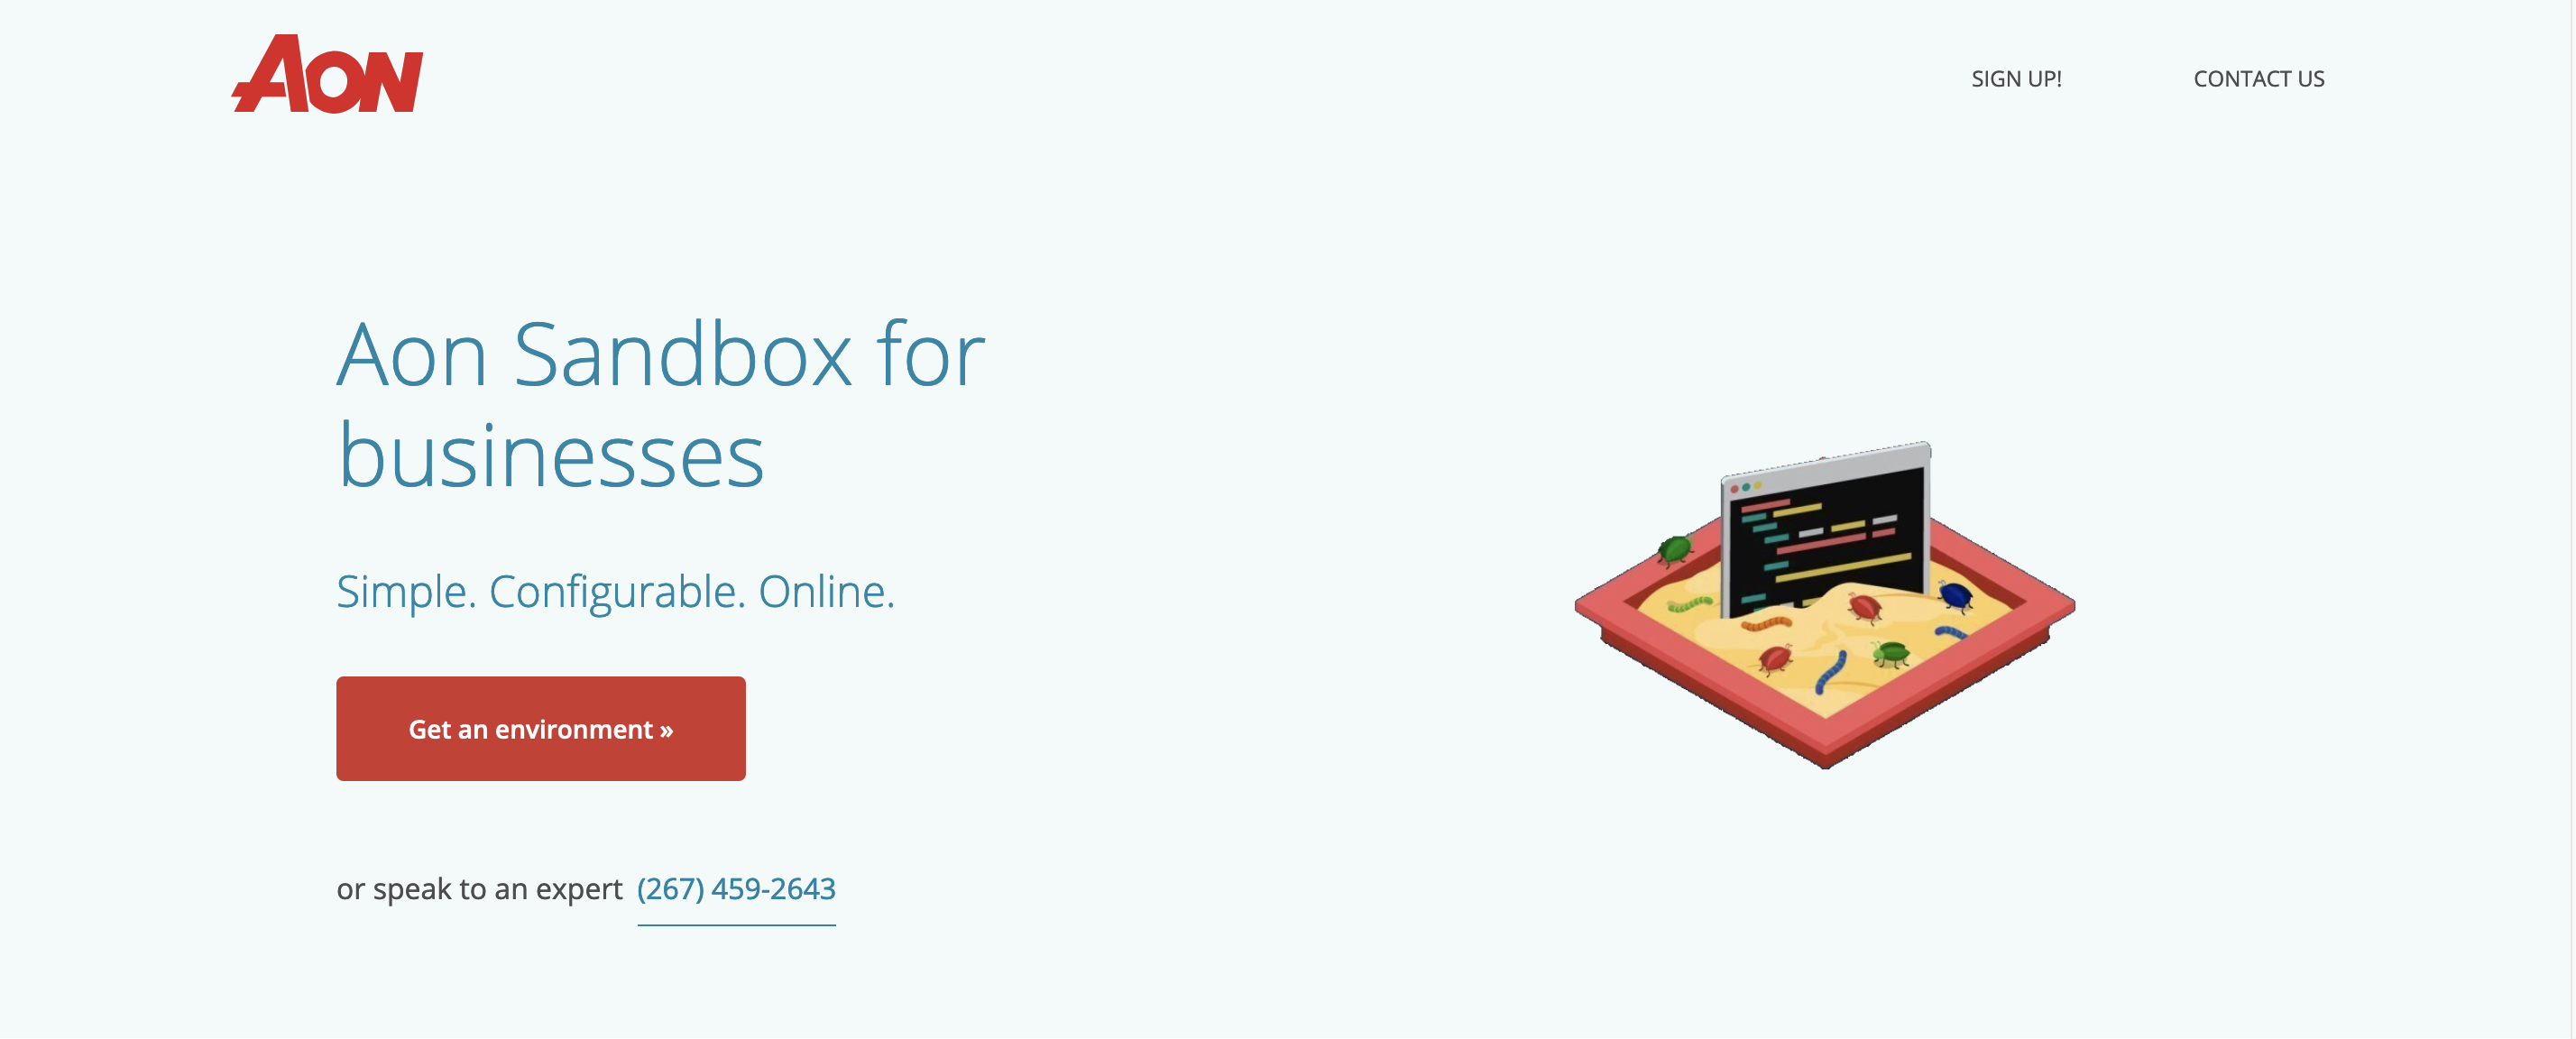 AON
SIGN UP!
CONTACT US
Aon Sandbox for
businesses
Simple. Configurable. Online.
Get an environment »
or speak to an expert (267) 459-2643